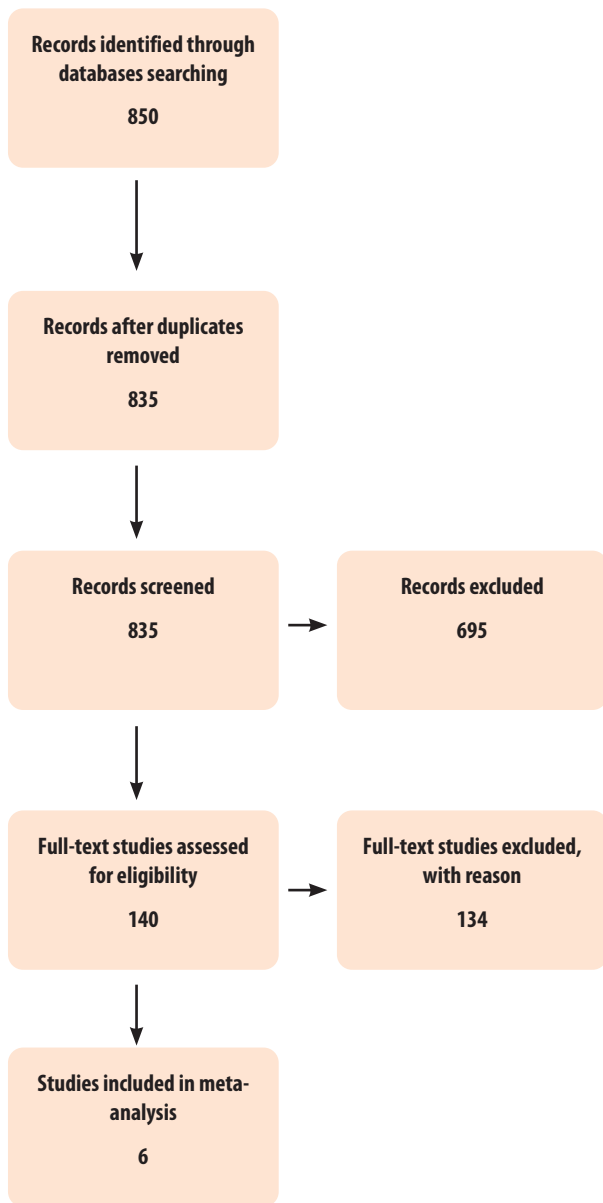 Records identified through
databases searching
850
Records after duplicates
removed
835
Records screened
835
Records excluded
695
Full-text studies assessed
for eligibility
140
Full-text studies excluded,
with reason
134
Studies included in meta-
analysis
6